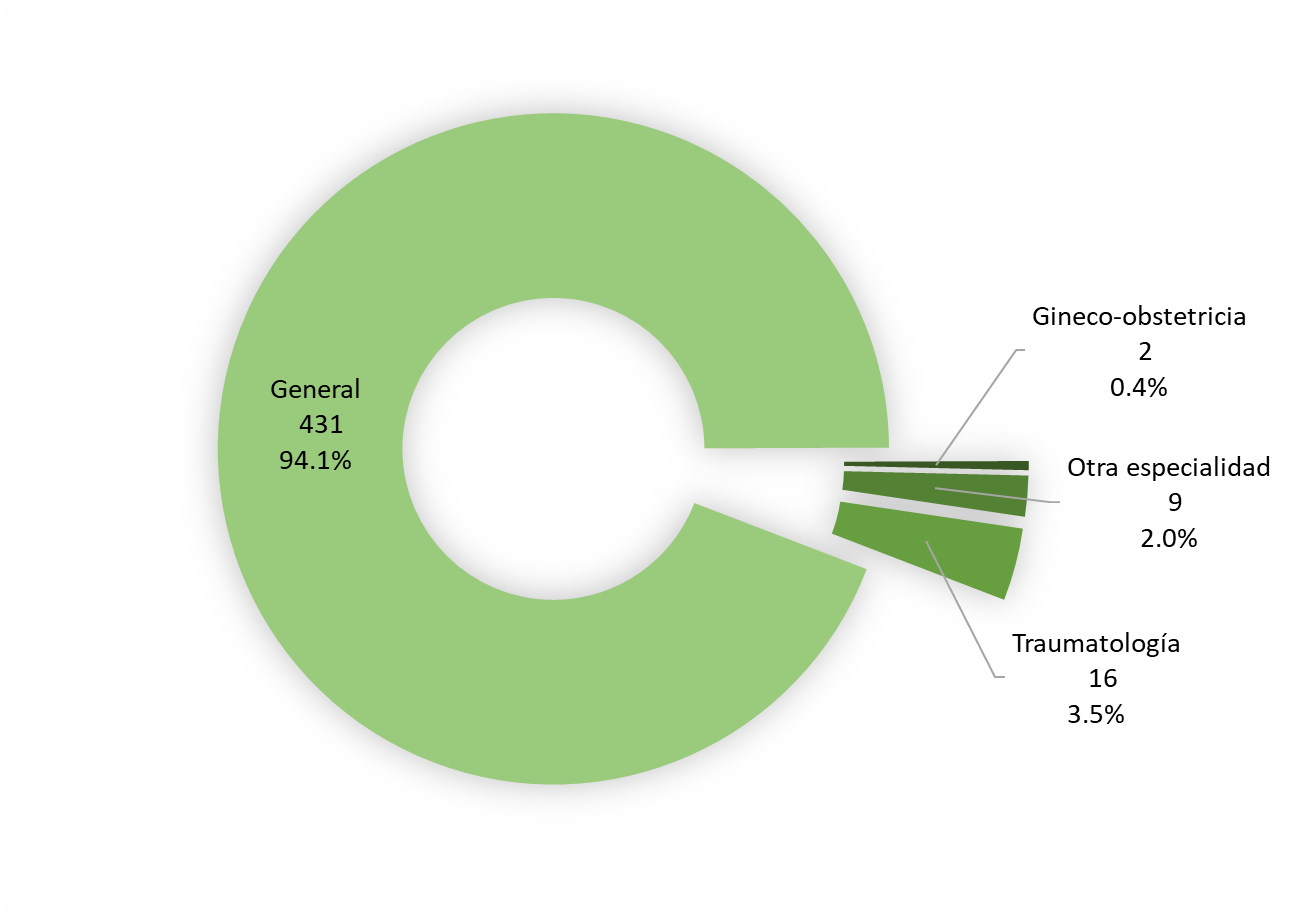 General
431
94.1%
Gineco-obstetricia
2
0.4%
Otra especialidad
9
2.0%
Traumatología
16
3.5%